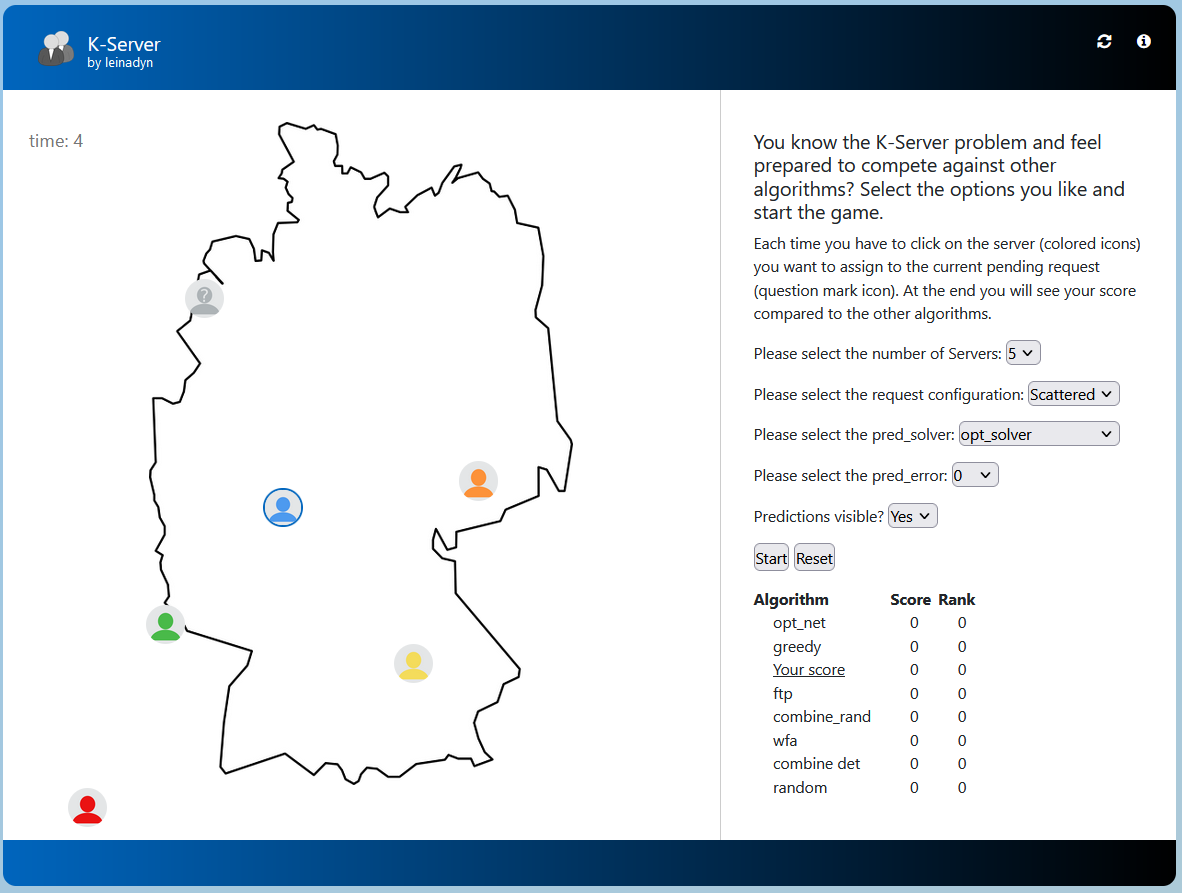 K-Server
by leinadyn
time: 4
?
You know the K-Server problem and feel
prepared to compete against other
algorithms? Select the options you like and
start the game.
Each time you have to click on the server (colored icons)
you want to assign to the current pending request
(question mark icon). At the end you will see your score
compared to the other algorithms.
Please select the number of Servers: 5
Please select the request configuration: Scattered
Please select the pred_solver: opt_solver
Please select the pred_error: 0
Predictions visible? Yes
Start Reset
Algorithm Score Rank
opt_net 0 0
greedy 0 0
Your score 0 0
ftp 0 0
combine_rand 0 0
wfa 0 0
combine det 0 0
random 0 0